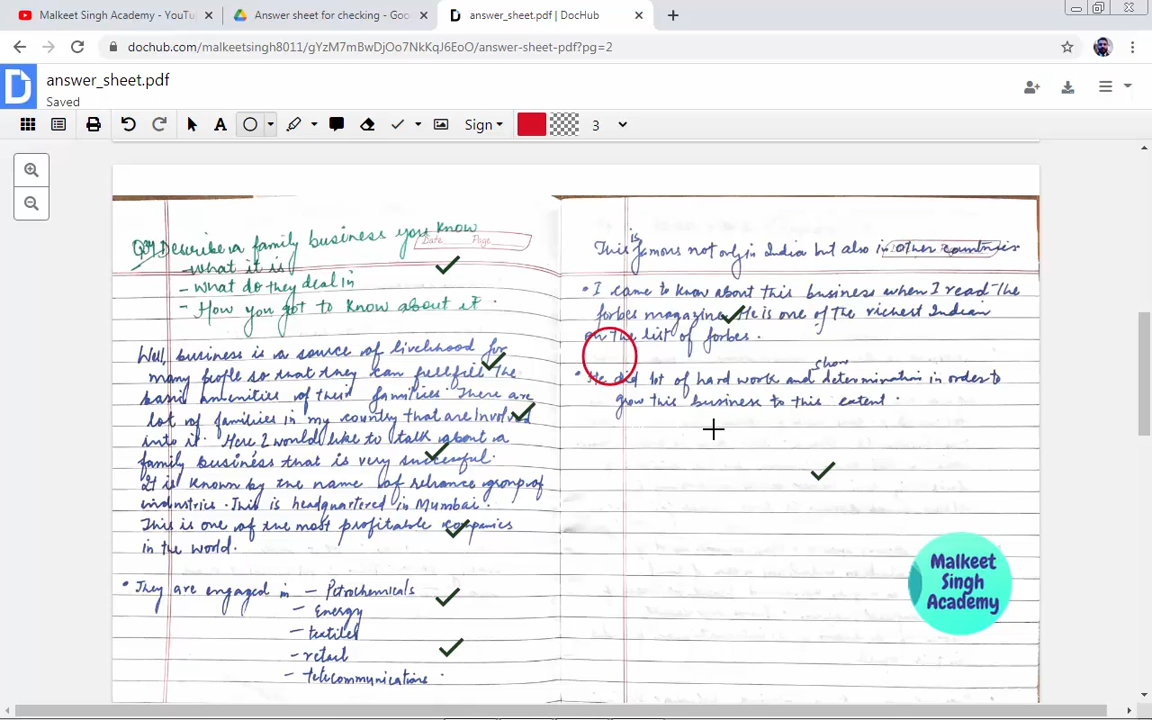 Malkeet Singh Academy - YouTu
Answer sheet for checking - Goo
answer_sheet.pdf | DocHub
dochub.com/malkeetsingh8011/gYzM7mBwDjOo7NkKqJ6EoO/answer-sheet-pdf?pg=2
answer_sheet.pdf
Saved
A
Sign
3
Describe a family business you know
Date Page
- what it is
- What do they deal in
- How you got to know about it.
Well, business is a source of livelihood for
many people so that they can fullfill the
basic amenities of their families. There are
lot of families in my country that are involved
into it. Here I would like to talk about a
family business that is very successful.
It is known by the name of reliance group of
industries. This is headquartered in Mumbai.
This is one of the most profitable companies
in the world.
• They are engaged in - Petrochemicals
- Energy
- textiles
- retail
- telecommunications.
is
This famous not only in India but also in other countries
• I came to know about this business when I read the
forbes magazine. He is one of the richest Indian
on the list of forbes.
show
• He did lot of hard work and determination in order to
grow this business to this extent.
Malkeet
Singh
Academy